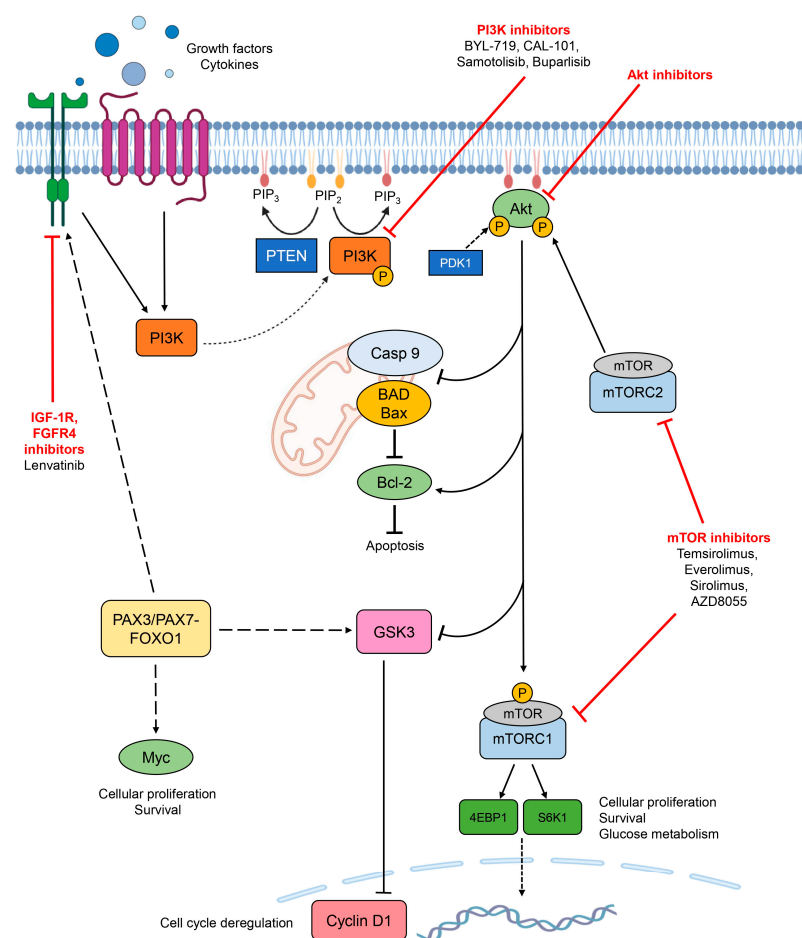 Growth factors
Cytokines
PI3K inhibitors
BYL-719, CAL-101,
Samotolisib, Buparlisib
Akt inhibitors
PIP3
PIP2
PIP3
Akt
P
P
PTEN
PI3K
P
PDK1
PI3K
Casp 9
BAD
Bax
mTOR
mTORC2
IGF-1R,
FGFR4
inhibitors
Lenvatinib
Bcl-2
Apoptosis
mTOR inhibitors
Temsirolimus,
Everolimus,
Sirolimus,
AZD8055
PAX3/PAX7-
FOXO1
GSK3
P
mTOR
mTORC1
Myc
Cellular proliferation
Survival
4EBP1
S6K1
Cellular proliferation
Survival
Glucose metabolism
Cell cycle deregulation
Cyclin D1